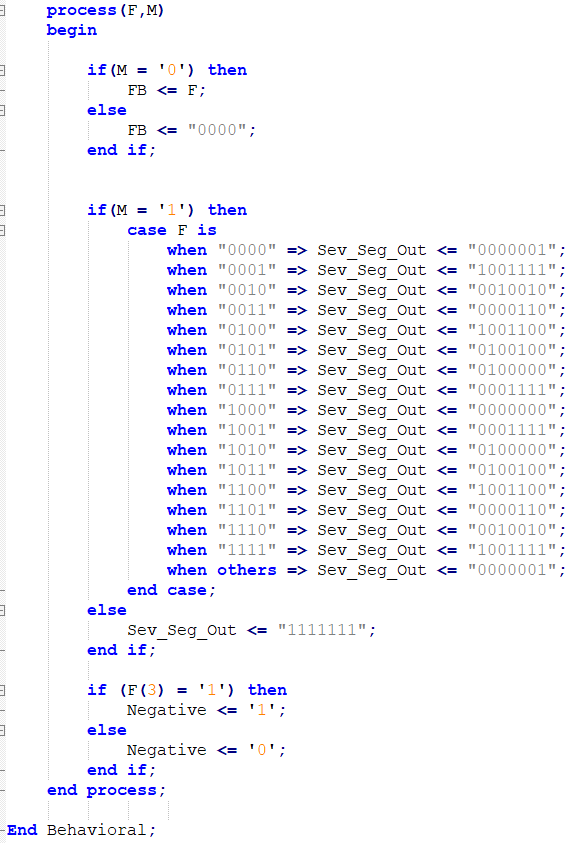 process(F,M)
begin
if(M = '0') then
FB <= F;
else
FB <= "0000";
end if;
if(M = '1') then
case F is
when "0000" => Sev_Seg_Out <= "0000001";
when "0001" => Sev_Seg_Out <= "1001111";
when "0010" => Sev_Seg_Out <= "0010010";
when "0011" => Sev_Seg_Out <= "0000110";
when "0100" => Sev_Seg_Out <= "1001100";
when "0101" => Sev_Seg_Out <= "0100100";
when "0110" => Sev_Seg_Out <= "0100000";
when "0111" => Sev_Seg_Out <= "0001111";
when "1000" => Sev_Seg_Out <= "0000000";
when "1001" => Sev_Seg_Out <= "0001111";
when "1010" => Sev_Seg_Out <= "0100000";
when "1011" => Sev_Seg_Out <= "0100100";
when "1100" => Sev_Seg_Out <= "1001100";
when "1101" => Sev_Seg_Out <= "0000110";
when "1110" => Sev_Seg_Out <= "0010010";
when "1111" => Sev_Seg_Out <= "1001111";
when others => Sev_Seg_Out <= "0000001";
end case;
else
Sev_Seg_Out <= "1111111";
end if;
if (F(3) = '1') then
Negative <= '1';
else
Negative <= '0';
end if;
end process;
End Behavioral;